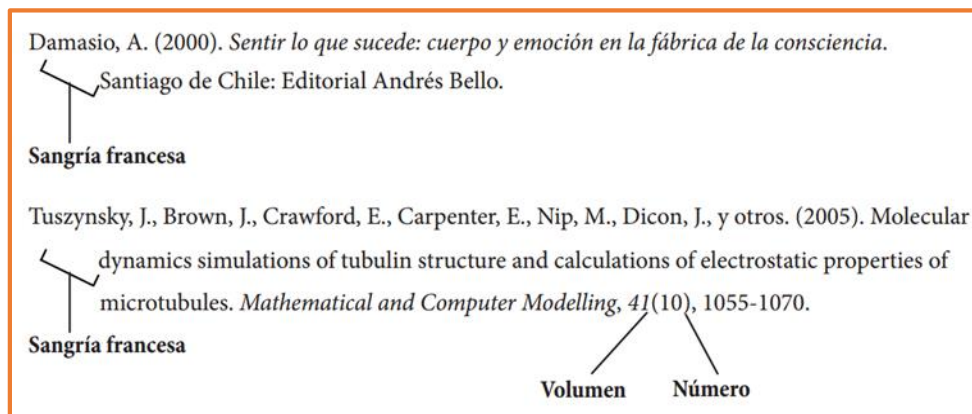 Damasio, A. (2000). Sentir lo que sucede: cuerpo y emoción en la fábrica de la consciencia.
Santiago de Chile: Editorial Andrés Bello.
Sangría francesa
Tuszynsky, J., Brown, J., Crawford, E., Carpenter, E., Nip, M., Dicon, J., y otros. (2005). Molecular
dynamics simulations of tubulin structure and calculations of electrostatic properties of
microtubules. Mathematical and Computer Modelling, 41(10), 1055-1070.
Sangría francesa
Volumen Número